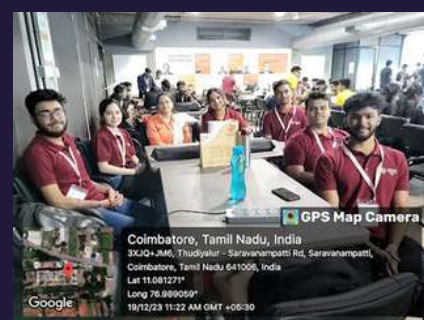 GPS Map Camera
Coimbatore, Tamil Nadu, India
3XJQ+JM6, Thudiyalur - Saravanampatti Rd, Saravanampatti,
Coimbatore, Tamil Nadu 641006, India
Lat 11.081271°
Long 76.989059°
19/12/23 11:22 AM GMT +05:30
Google